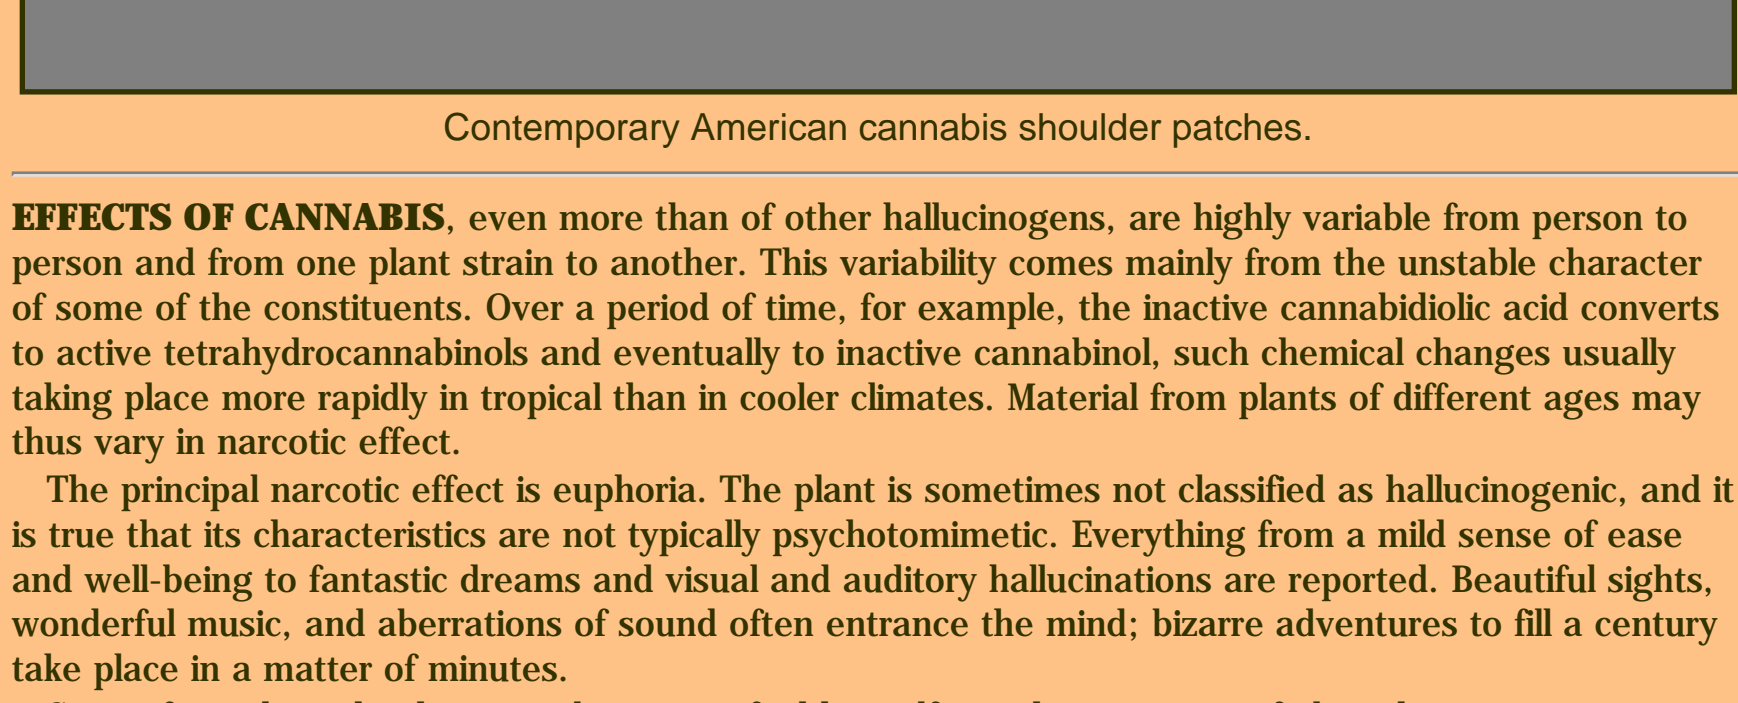 Contemporary American cannabis shoulder patches.
EFFECTS OF CANNABIS, even more than of other hallucinogens, are highly variable from person to
person and from one plant strain to another. This variability comes mainly from the unstable character
of some of the constituents. Over a period of time, for example, the inactive cannabidiolic acid converts
to active tetrahydrocannabinols and eventually to inactive cannabinol, such chemical changes usually
taking place more rapidly in tropical than in cooler climates. Material from plants of different ages may
thus vary in narcotic effect.
The principal narcotic effect is euphoria. The plant is sometimes not classified as hallucinogenic, and it
is true that its characteristics are not typically psychotomimetic. Everything from a mild sense of ease
and well-being to fantastic dreams and visual and auditory hallucinations are reported. Beautiful sights,
wonderful music, and aberrations of sound often entrance the mind; bizarre adventures to fill a century
take place in a matter of minutes.